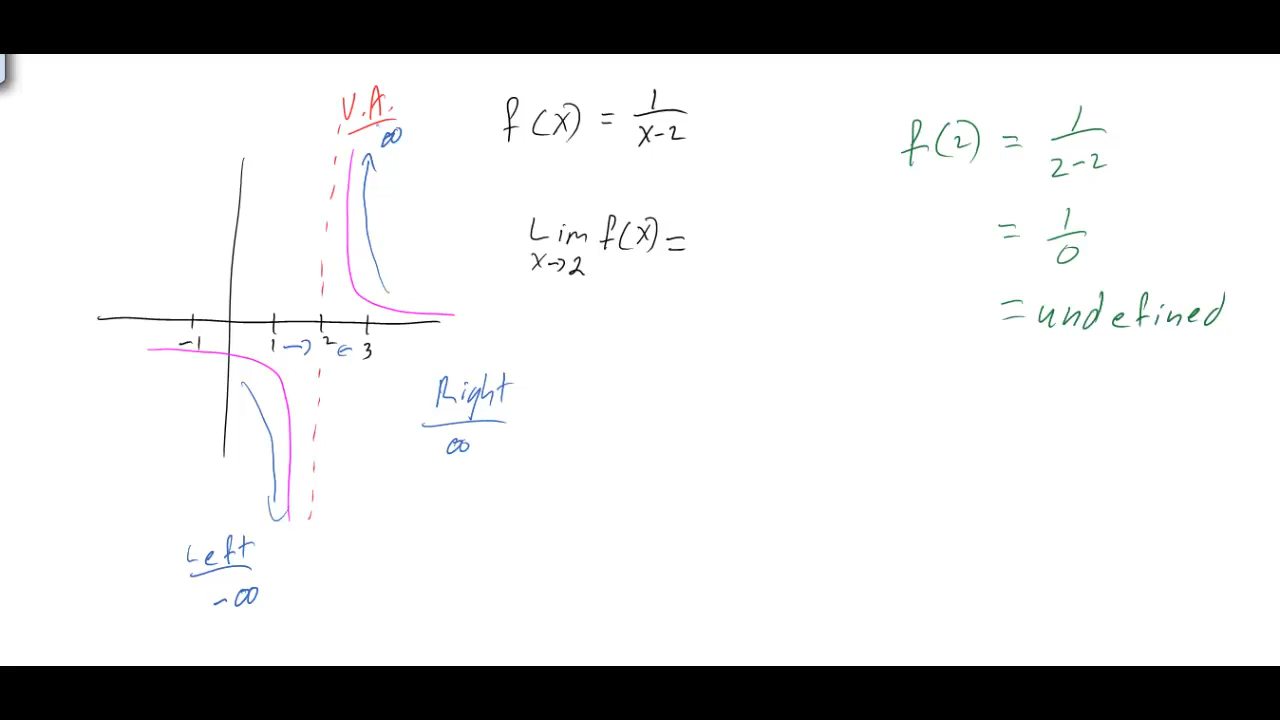 V.A.
∞
f(x) = 1/(x-2)
Lim f(x) =
x→2
f(2) = 1/(2-2)
= 1/0
= undefined
-1 1 → 2 ← 3
Right
∞
Left
-∞